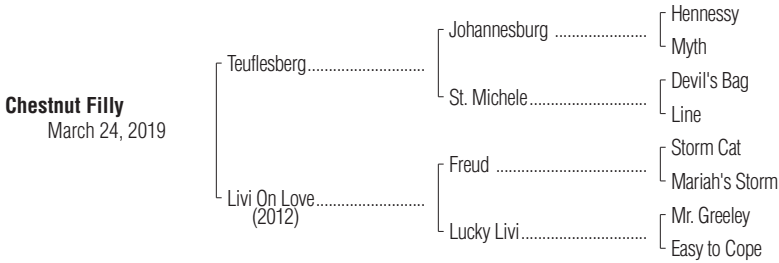 Hennessy
Johannesburg ....................
Myth
Teuflesberg..........................
Devil's Bag
St. Michele..........................
Line
Chestnut Filly
March 24, 2019
Storm Cat
Freud .................................
Mariah's Storm
Livi On Love........................
(2012)
Mr. Greeley
Lucky Livi............................
Easy to Cope